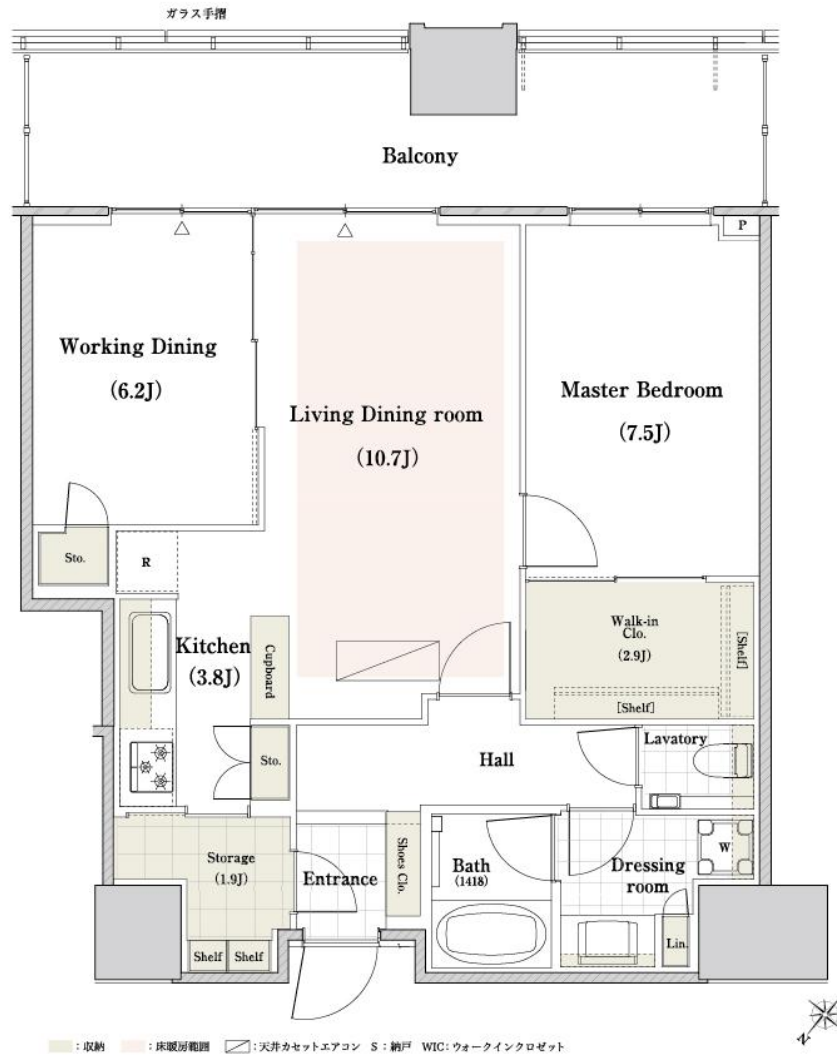 ガラス手摺
Balcony
P
Working Dining
(6.2J)
Living Dining room
(10.7J)
Master Bedroom
(7.5J)
Sto.
R
Kitchen
(3.8J)
Cupboard
Walk-in
Clo.
(2.9J)
[Shelf]
[Shelf]
Sto.
Hall
Lavatory
Storage
(1.9J)
Entrance
Shoes Clo.
Bath
(1418)
Dressing
room
W
Shelf
Shelf
Lin.
N
：収納 ：床暖房範囲 ：天井カセットエアコン S：納戸 WIC：ウォークインクロゼット